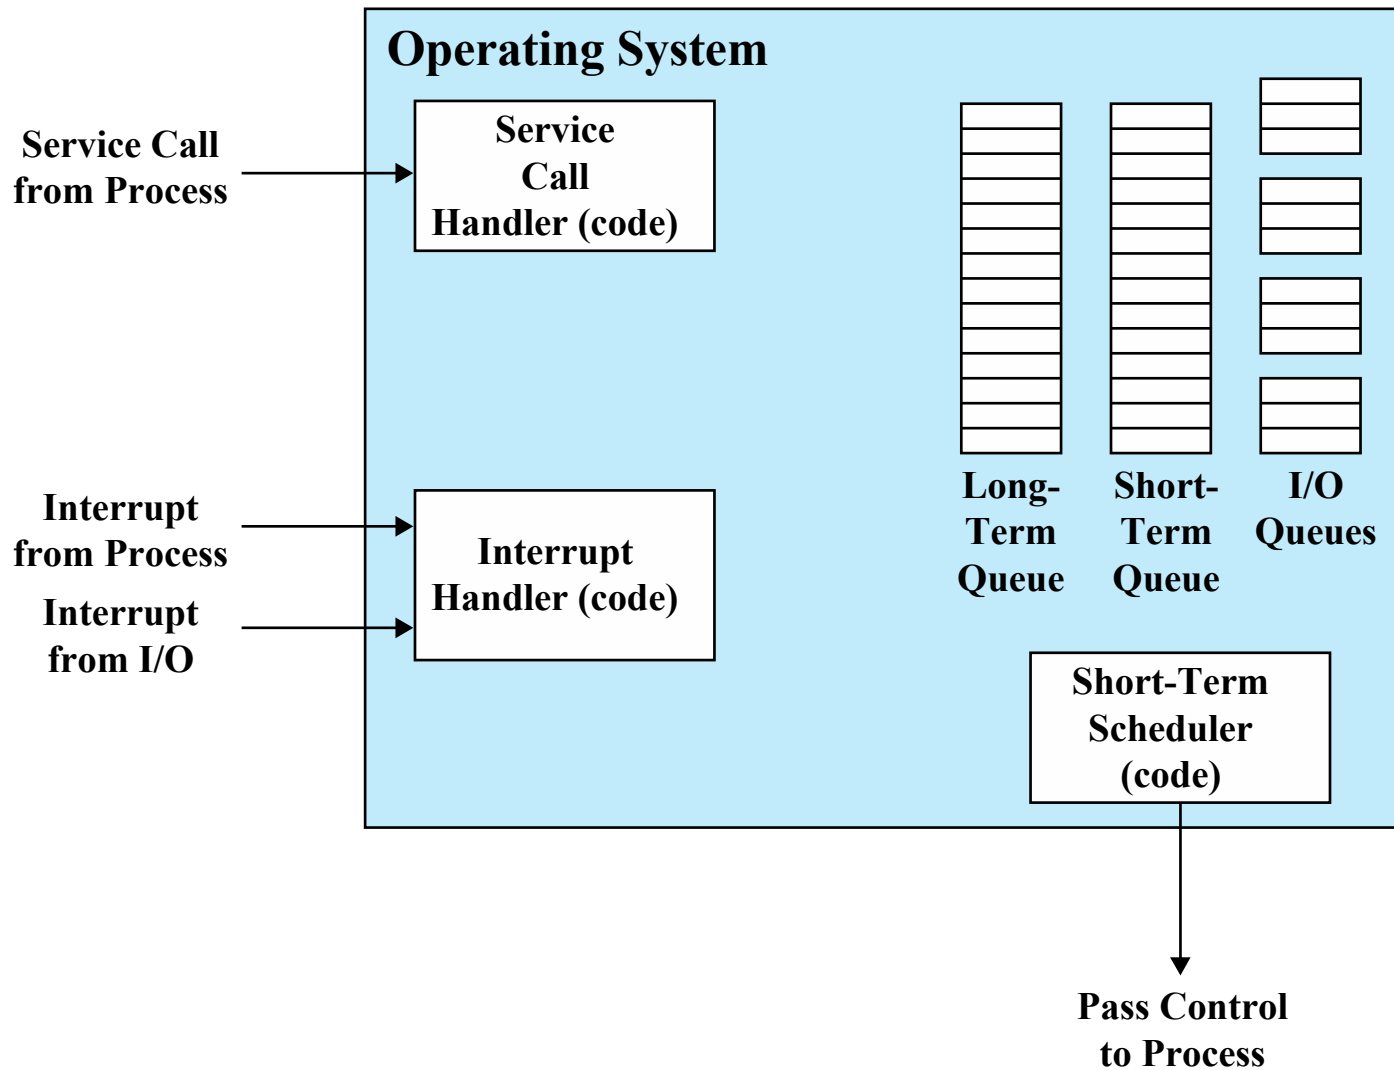 Operating System
Service Call
from Process
Service
Call
Handler (code)
Interrupt
from Process
Interrupt
from I/O
Interrupt
Handler (code)
Long-
Term
Queue
Short-
Term
Queue
I/O
Queues
Short-Term
Scheduler
(code)
Pass Control
to Process